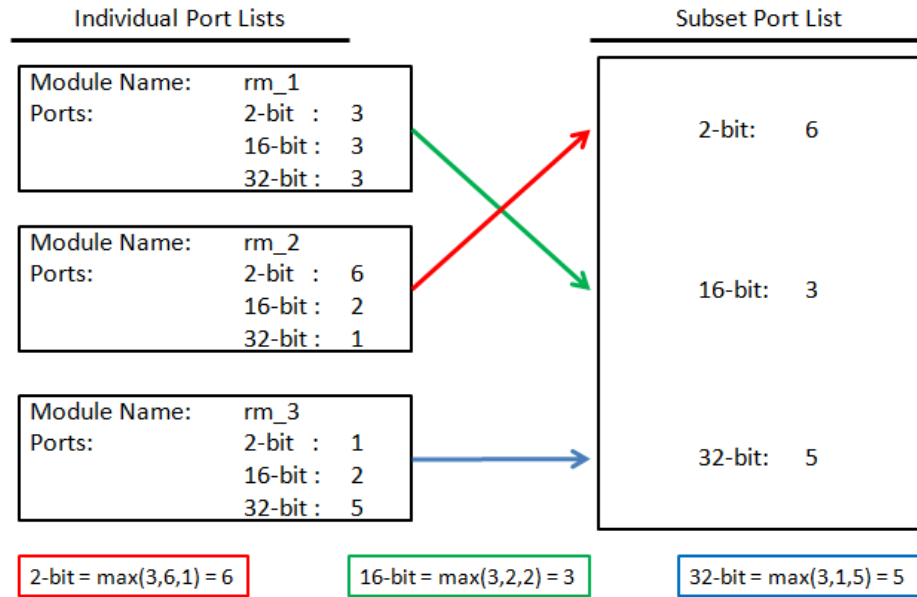 Individual Port Lists
Subset Port List
Module Name: rm_1
Ports: 2-bit : 3
16-bit : 3
32-bit : 3
Module Name: rm_2
Ports: 2-bit : 6
16-bit : 2
32-bit : 1
Module Name: rm_3
Ports: 2-bit : 1
16-bit : 2
32-bit : 5
2-bit: 6
16-bit: 3
32-bit: 5
2-bit = max(3,6,1) = 6
16-bit = max(3,2,2) = 3
32-bit = max(3,1,5) = 5